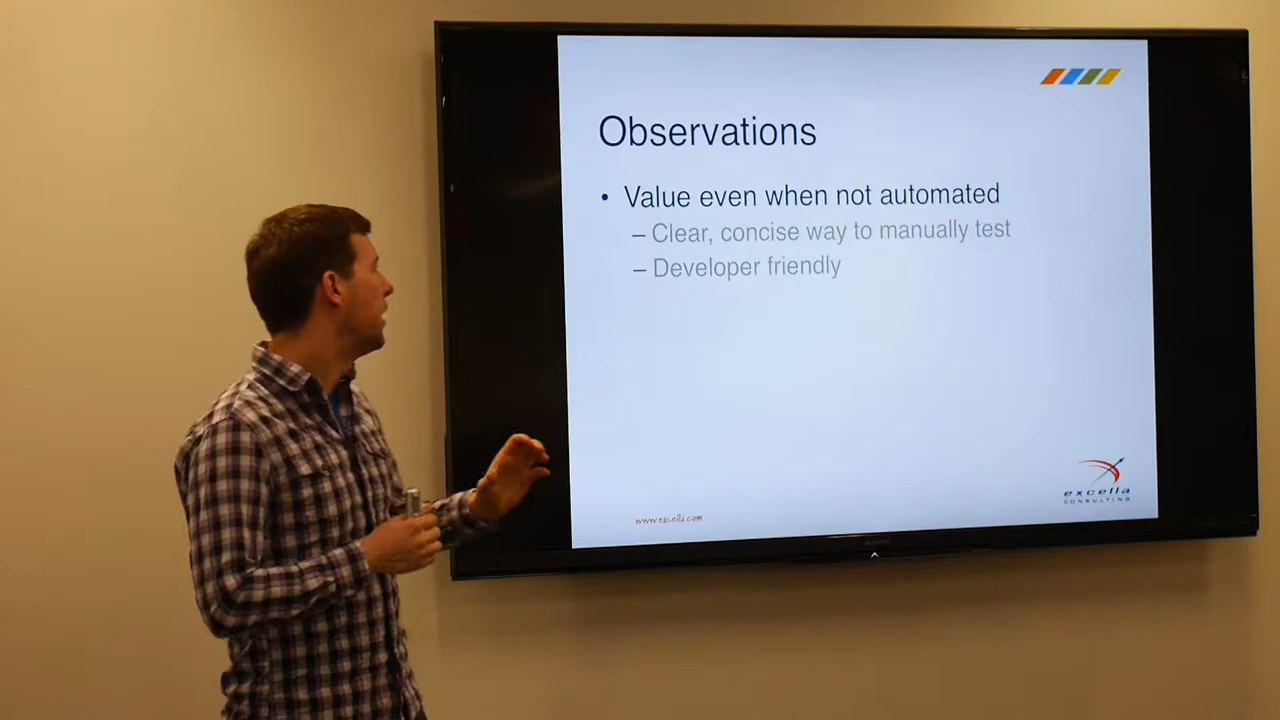 Observations
• Value even when not automated
– Clear, concise way to manually test
– Developer friendly
excella
CONSULTING
www.excella.com